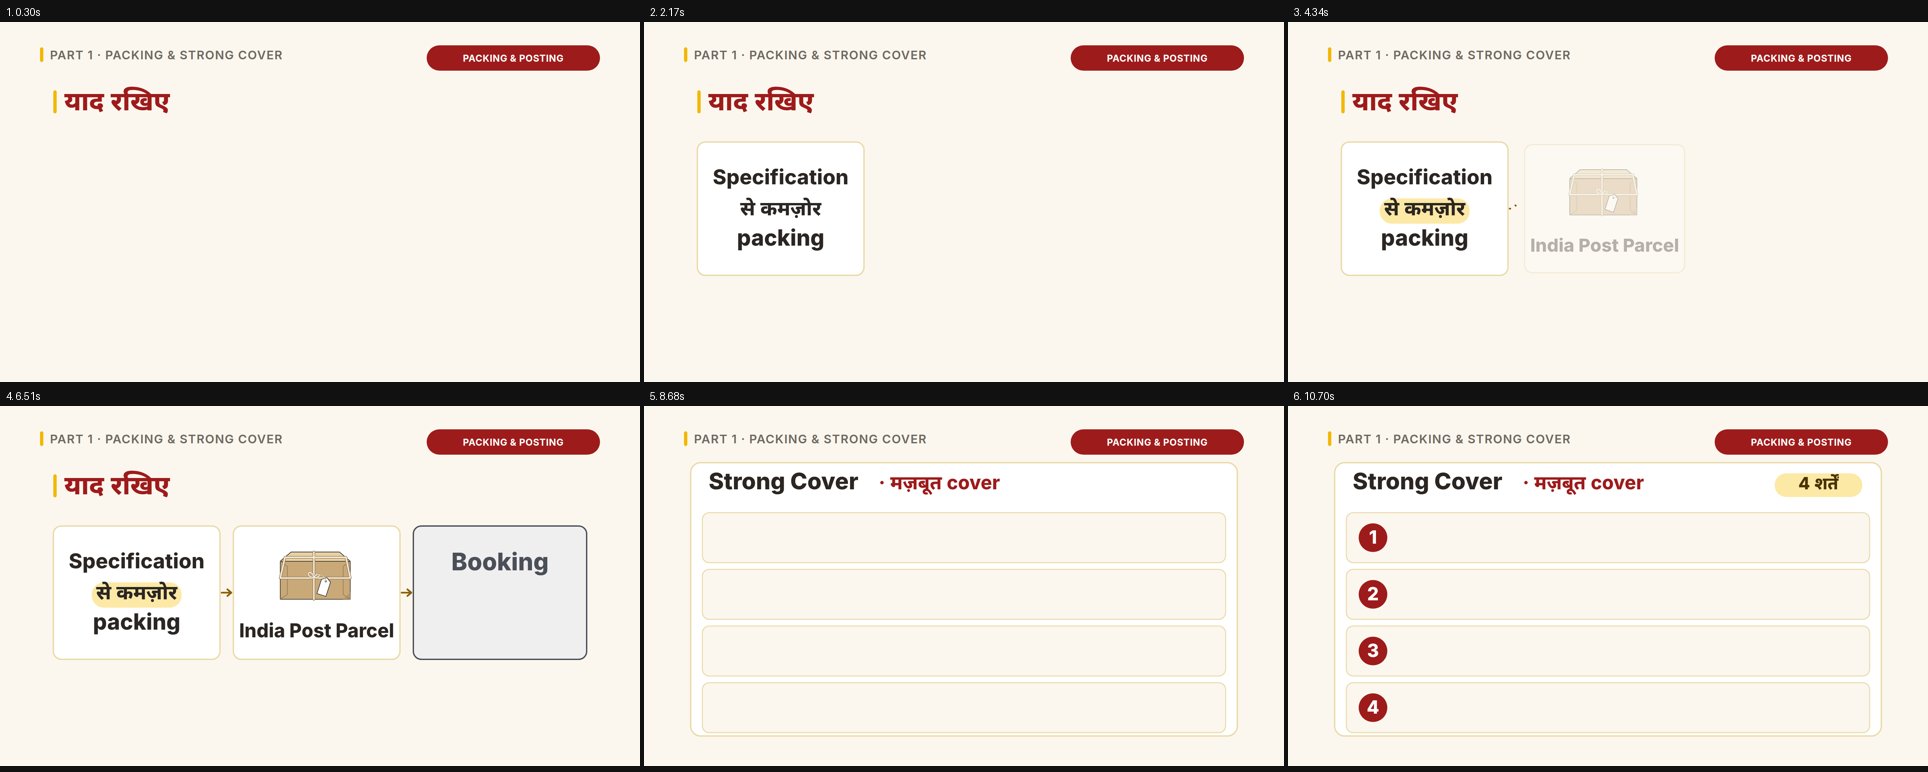 1. 0.30s
PART 1 · PACKING & STRONG COVER
PACKING & POSTING
याद रखिए
2. 2.17s
PART 1 · PACKING & STRONG COVER
PACKING & POSTING
याद रखिए
Specification
से कमज़ोर
packing
3. 4.34s
PART 1 · PACKING & STRONG COVER
PACKING & POSTING
याद रखिए
Specification
से कमज़ोर
packing
India Post Parcel
4. 6.51s
PART 1 · PACKING & STRONG COVER
PACKING & POSTING
याद रखिए
Specification
से कमज़ोर
packing
India Post Parcel
Booking
5. 8.68s
PART 1 · PACKING & STRONG COVER
PACKING & POSTING
Strong Cover · मज़बूत cover
6. 10.70s
PART 1 · PACKING & STRONG COVER
PACKING & POSTING
Strong Cover · मज़बूत cover
4 शर्तें
1
2
3
4